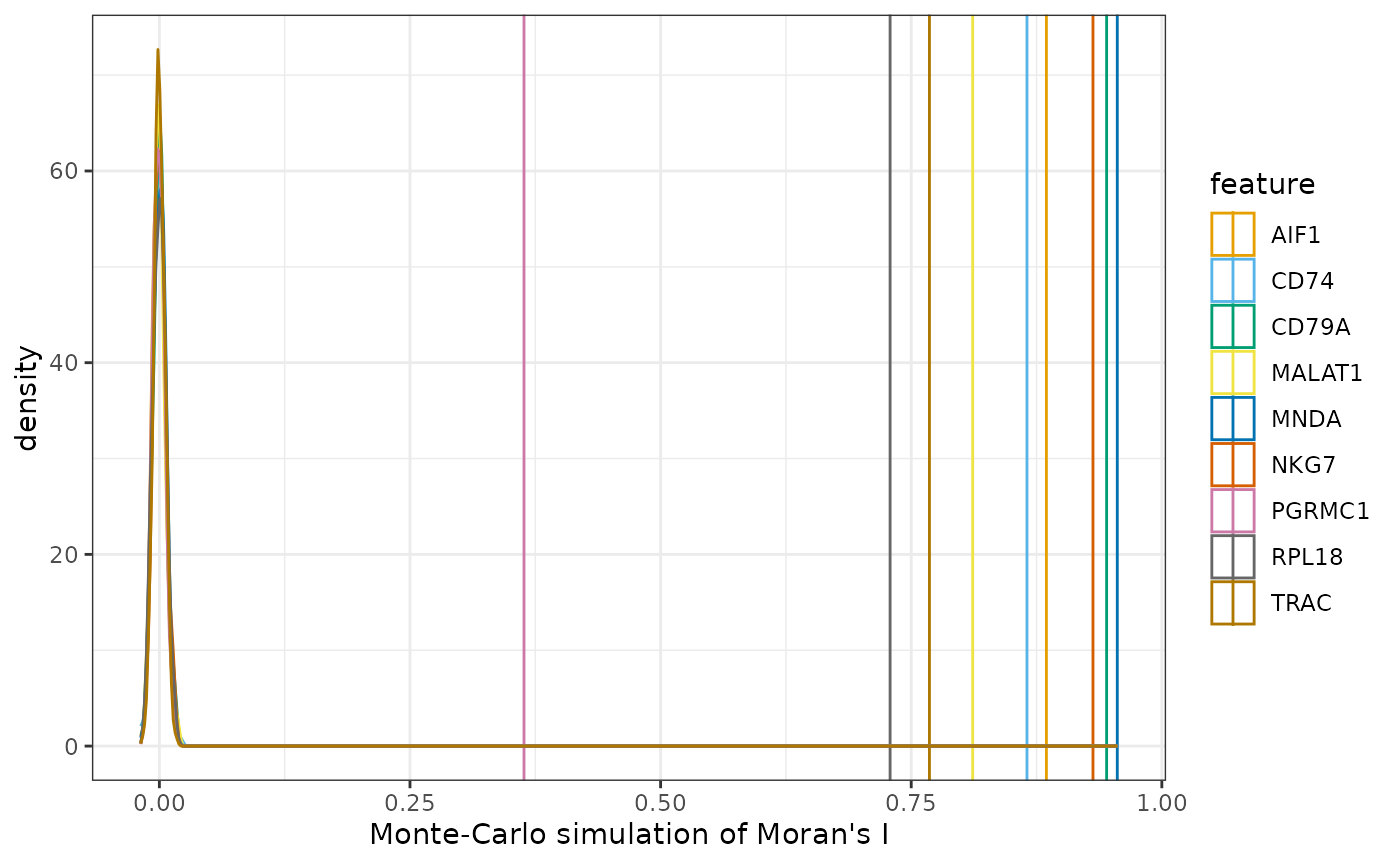 density
60
40
20
0
0.00 0.25 0.50 0.75 1.00
Monte-Carlo simulation of Moran's I
feature
AIF1
CD74
CD79A
MALAT1
MNDA
NKG7
PGRMC1
RPL18
TRAC